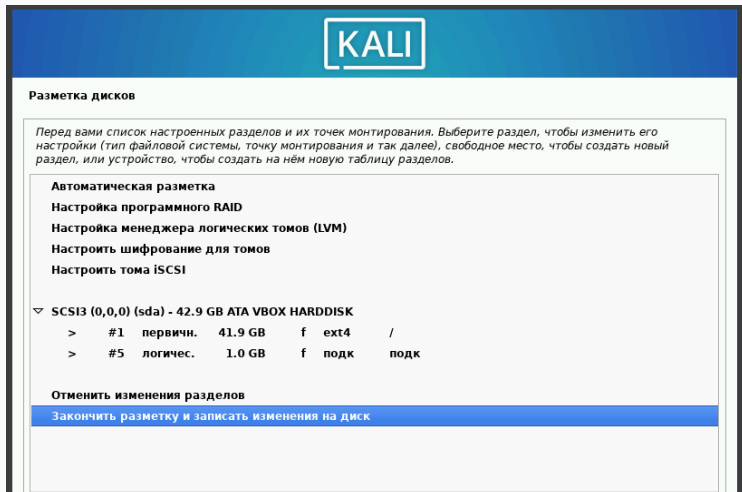 KALI
Разметка дисков
Перед вами список настроенных разделов и их точек монтирования. Выберите раздел, чтобы изменить его
настройки (тип файловой системы, точку монтирования и так далее), свободное место, чтобы создать новый
раздел, или устройство, чтобы создать на нём новую таблицу разделов.
Автоматическая разметка
Настройка программного RAID
Настройка менеджера логических томов (LVM)
Настроить шифрование для томов
Настроить тома iSCSI
SCSI3 (0,0,0) (sda) - 42.9 GB ATA VBOX HARDDISK
> #1 первичн. 41.9 GB f ext4 /
> #5 логичес. 1.0 GB f подк подк
Отменить изменения разделов
Закончить разметку и записать изменения на диск